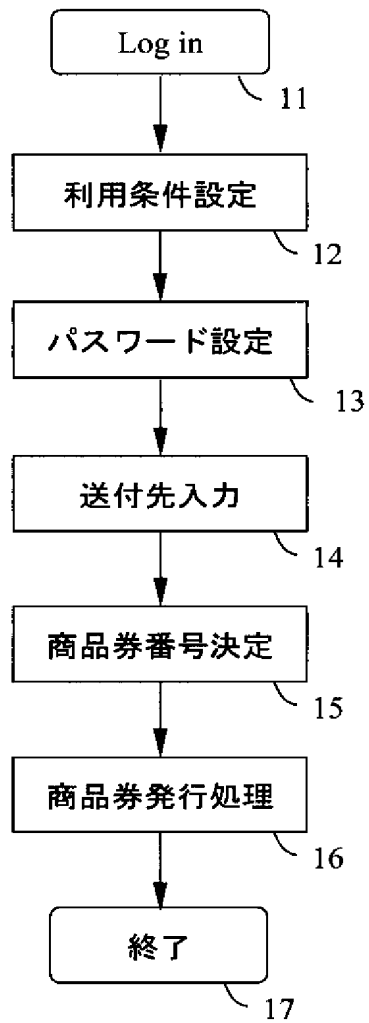 Log in
11
利用条件設定
12
パスワード設定
13
送付先入力
14
商品券番号決定
15
商品券発行処理
16
終了
17